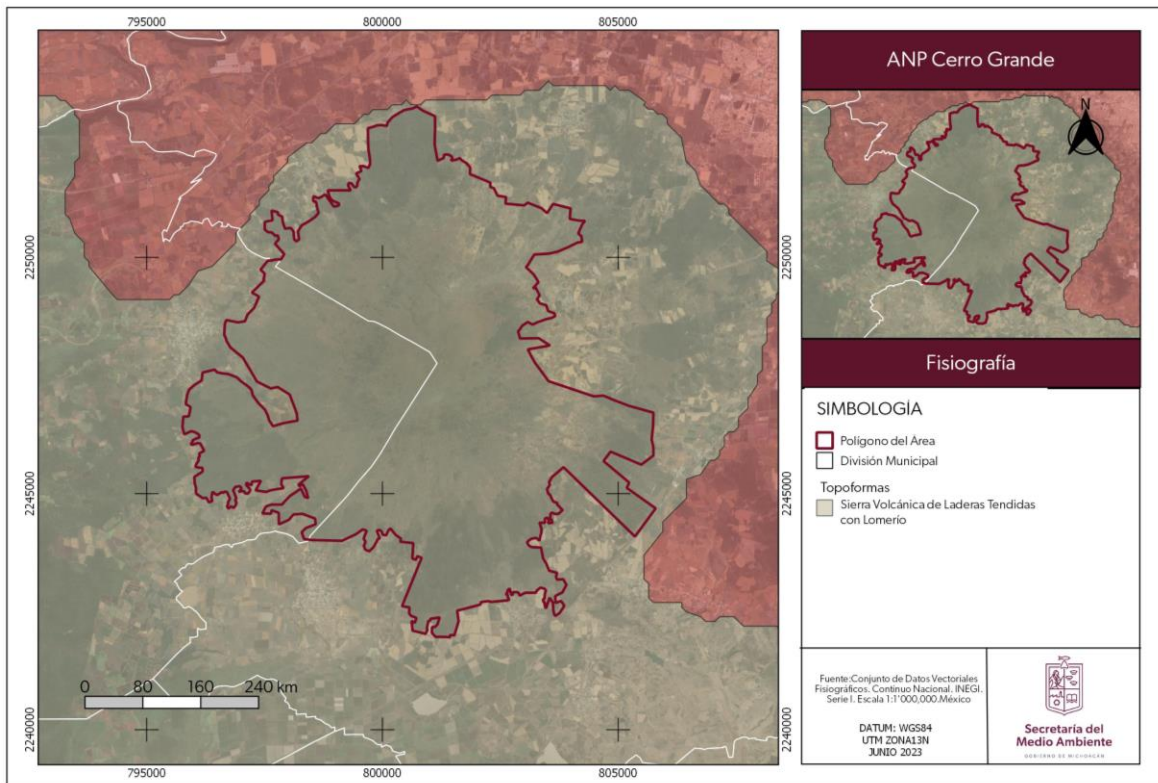 795000
800000
805000
2250000
2245000
2240000
2250000
2245000
2240000
0 80 160 240 km
795000
800000
805000
ANP Cerro Grande
N
Fisiografía
SIMBOLOGÍA
Polígono del Área
División Municipal
Topoformas
Sierra Volcánica de Laderas Tendidas
con Lomerío
Fuente:Conjunto de Datos Vectoriales
Fisiográficos. Continuo Nacional. INEGI.
Serie I. Escala 1:1'000,000.México
DATUM: WGS84
UTM ZONA13N
JUNIO 2023
Secretaría del
Medio Ambiente
GOBIERNO DE MICHOACÁN